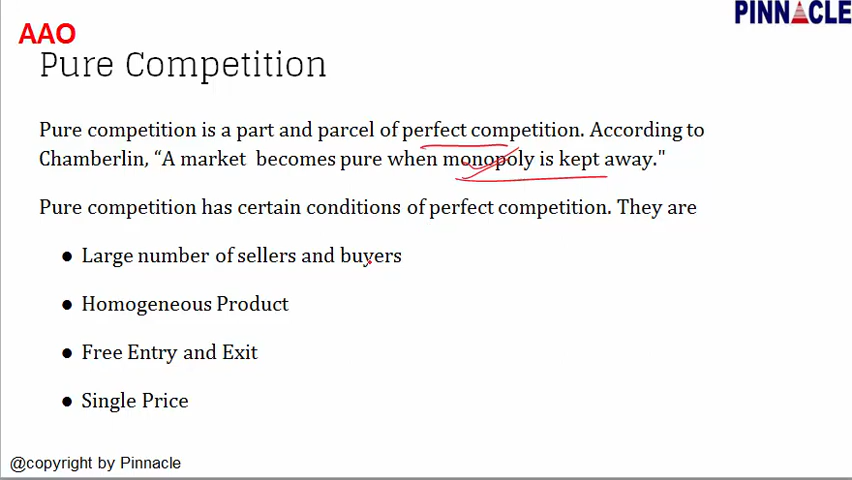 PINNACLE
AAO
Pure Competition
Pure competition is a part and parcel of perfect competition. According to
Chamberlin, “A market becomes pure when monopoly is kept away."
Pure competition has certain conditions of perfect competition. They are
● Large number of sellers and buyers
● Homogeneous Product
● Free Entry and Exit
● Single Price
@copyright by Pinnacle